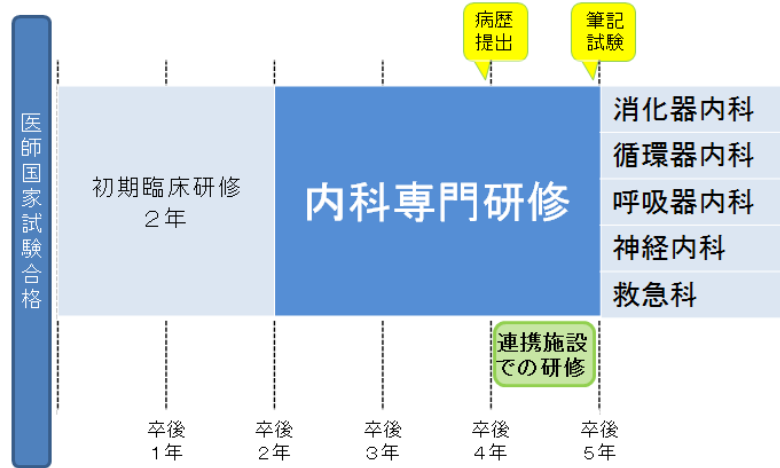 医師国家試験合格
病歴
提出
筆記
試験
初期臨床研修
２年
内科専門研修
消化器内科
循環器内科
呼吸器内科
神経内科
救急科
連携施設
での研修
卒後
1年
卒後
2年
卒後
3年
卒後
4年
卒後
5年